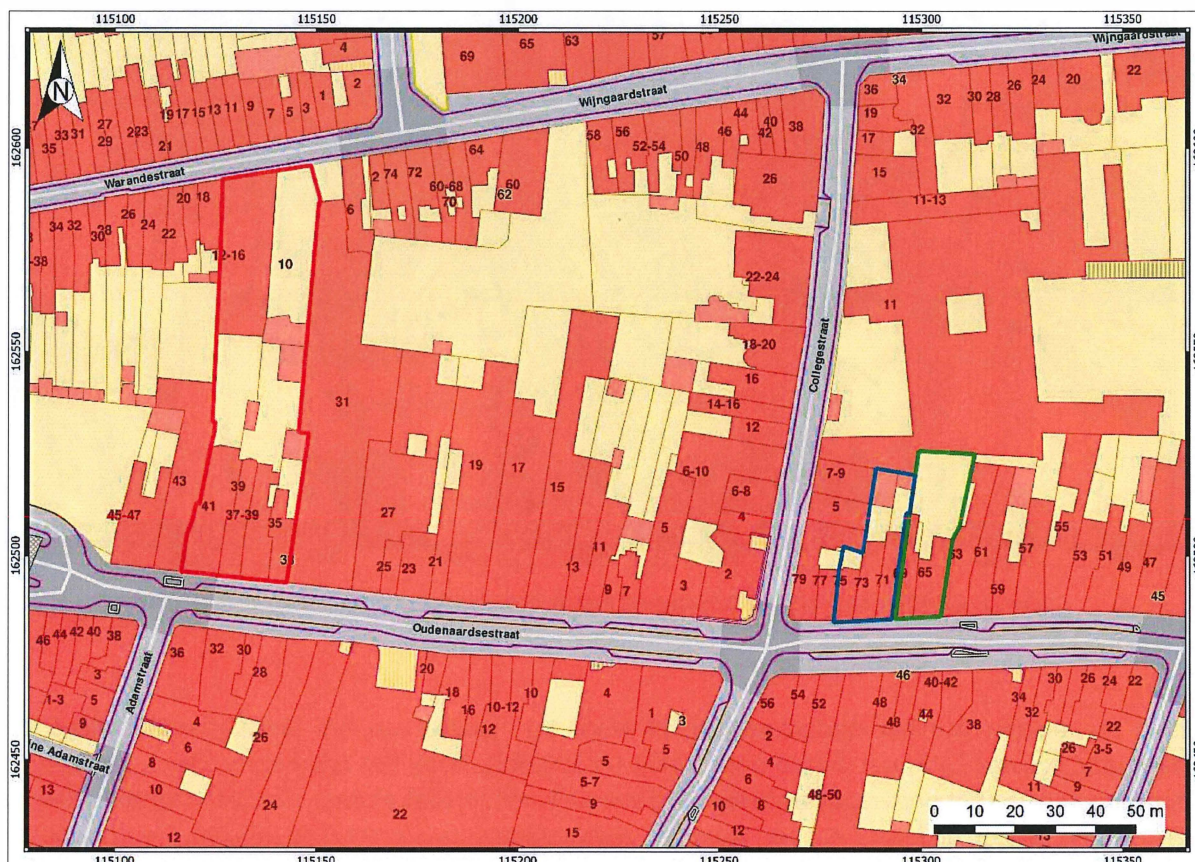 115100 115150 115200 115250 115300 115350
4 69 65 63 57 Wijngaardstraat
N
2 36 34 26 24 20 22
1 Wijngaardstraat 44 32 30 28
19 17 15 13 11 9 7 5 3 58 56 46 40 38 19
33 31 27 23 52-54 42 17 32
35 29 21 64 50 48
162600
Warandestraat 2 74 72 60-68 60 26 15
20 18 70 62 11-13
34 32 26 24 22 6
30 28
-38 12-16 10 22-24
11
162550
18-20 Collegestraat
16
31 14-16
12
19 17 6-10
43 39 15 7-9
45-47 41 37-39 35 27 6-8 5
5 4
55
162500
25 23 21 13 11 9 7 3 2 79 77 75 73 71 69 65 63 61 59 57 53 51 49 47
45
Oudenaardsestraat
46 44 42 40 38 36 32 30 28 20 46
3 18 16 10-12 10 4 1 3 56 54 52 48 40-42 34 30 26 24 22
1-3 5 Adamstraat 12 48 44 38 32
9 4 26 5 5 2 22
162450
ine Adamstraat 6 4 26 3-5
8 5-7 6 48-50 7
13 10 24 22 9 10 8 11 9
12 15 12 13
0 10 20 30 40 50 m
115100 115150 115200 115250 115300 115350